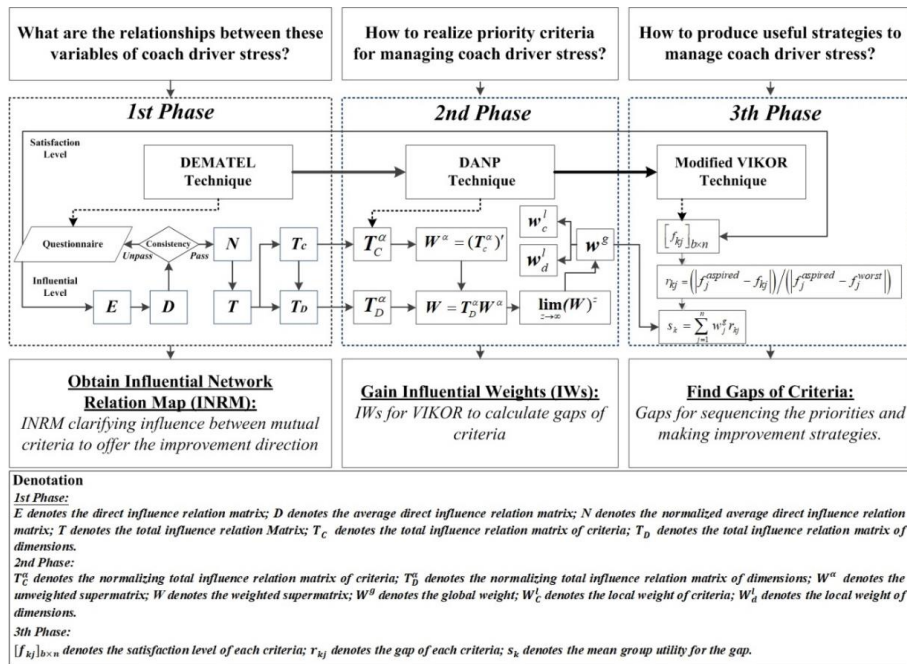 What are the relationships between these
variables of coach driver stress?
How to realize priority criteria
for managing coach driver stress?
How to produce useful strategies to
manage coach driver stress?
1st Phase
2nd Phase
3th Phase
Satisfaction
Level
DEMATEL
Technique
DANP
Technique
Modified VIKOR
Technique
Questionnaire
Consistency
Unpass
Pass
N
T_c
T_C^α
W^α = (T_c^α)'
w_c^l
w_d^l
w^g
[f_kj]_b×n
r_kj = (|f_j^aspired − f_kj|)/(|f_j^aspired − f_j^worst|)
Influential
Level
E
D
T
T_D
T_D^α
W = T_D^α W^α
lim_{z→∞} (W)^z
s_k = ∑_{j=1}^{n} w_j^g r_kj
Obtain Influential Network
Relation Map (INRM):
INRM clarifying influence between mutual
criteria to offer the improvement direction
Gain Influential Weights (IWs):
IWs for VIKOR to calculate gaps of
criteria
Find Gaps of Criteria:
Gaps for sequencing the priorities and
making improvement strategies.
Denotation
1st Phase:
E denotes the direct influence relation matrix; D denotes the average direct influence relation matrix; N denotes the normalized average direct influence relation
matrix; T denotes the total influence relation Matrix; T_C denotes the total influence relation matrix of criteria; T_D denotes the total influence relation matrix of
dimensions.
2nd Phase:
T_C^α denotes the normalizing total influence relation matrix of criteria; T_D^α denotes the normalizing total influence relation matrix of dimensions; W^α denotes the
unweighted supermatrix; W denotes the weighted supermatrix; W^g denotes the global weight; W_C^l denotes the local weight of criteria; W_d^l denotes the local weight of
dimensions.
3th Phase:
[f_kj]_b×n denotes the satisfaction level of each criteria; r_kj denotes the gap of each criteria; s_k denotes the mean group utility for the gap.